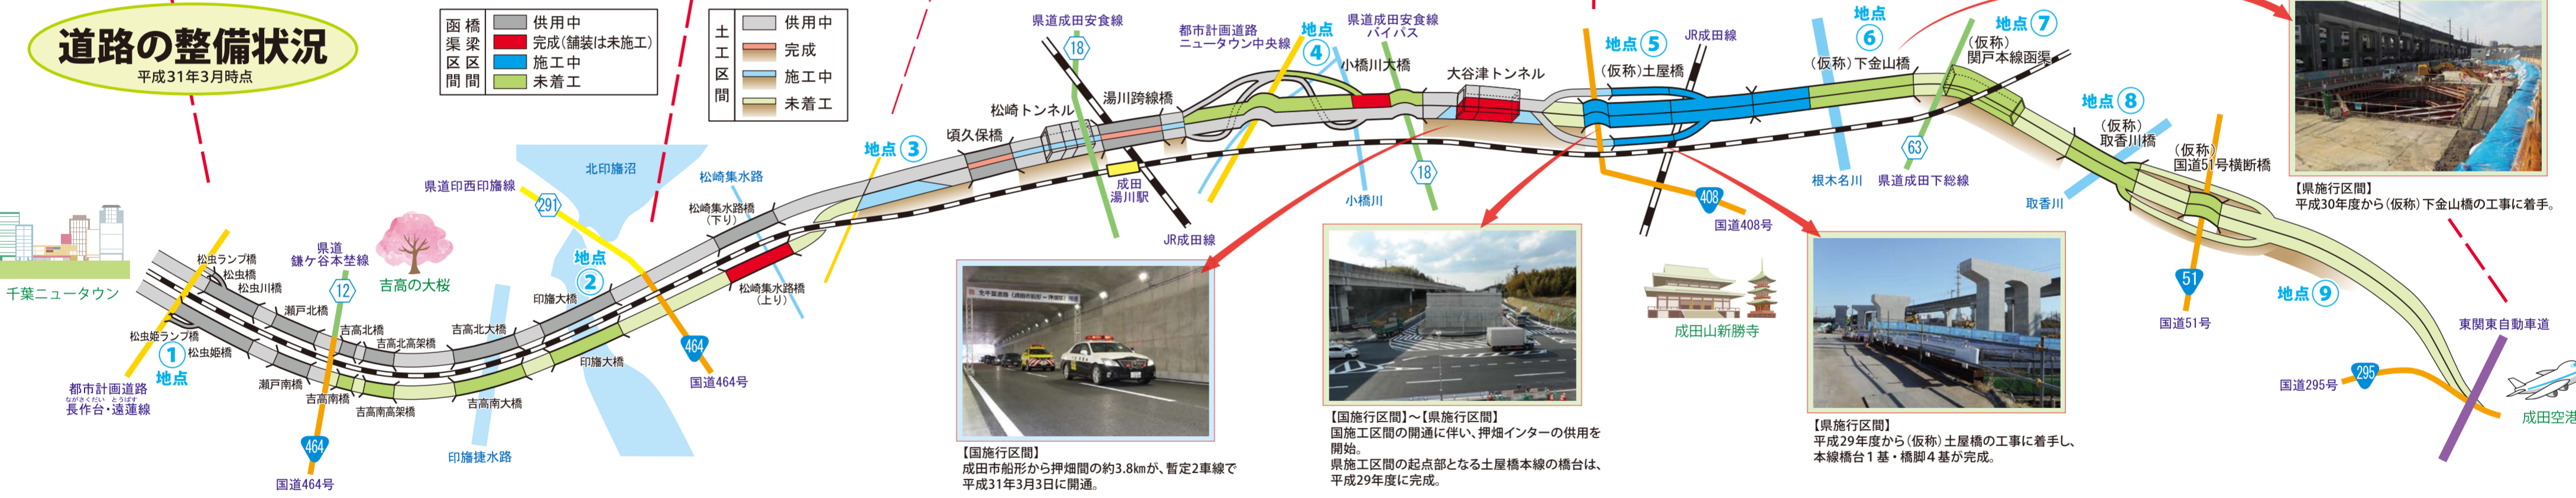 道路の整備状況
平成31年3月時点
函渠区間
橋梁区間
供用中
完成(舗装は未施工)
施工中
未着工
土工区間
供用中
完成
施工中
未着工
千葉ニュータウン
松虫ランプ橋
松虫橋
松虫川橋
瀬戸北橋
県道
鎌ケ谷本埜線
12
吉高の大桜
吉高北橋
吉高北高架橋
吉高北大橋
印旛大橋
松虫姫ランプ橋
松虫姫橋
①
地点
都市計画道路
ながさくだい とうぼす
長作台・遠蓮線
瀬戸南橋
吉高南橋
吉高南高架橋
吉高南大橋
印旛大橋
464
国道464号
印旛捷水路
県道印西印旛線
291
北印旛沼
地点
②
464
国道464号
松崎集水路
松崎集水路橋
(下り)
松崎集水路橋
(上り)
地点③
頃久保橋
松崎トンネル
県道成田安食線
18
湯川跨線橋
成田
湯川駅
JR成田線
都市計画道路
ニュータウン中央線
地点
④
県道成田安食線
バイパス
小橋川大橋
小橋川
18
大谷津トンネル
地点⑤
(仮称)土屋橋
JR成田線
408
国道408号
成田山新勝寺
地点
⑥
(仮称)下金山橋
根木名川
地点⑦
(仮称)
関戸本線函渠
63
県道成田下総線
地点⑧
(仮称)
取香川橋
取香川
(仮称)
国道51号横断橋
51
国道51号
地点⑨
東関東自動車道
295
国道295号
成田空港
北千葉道路
【国施行区間】
成田市船形から押畑間の約3.8㎞が、暫定2車線で
平成31年3月3日に開通。
【国施行区間】～【県施行区間】
国施工区間の開通に伴い、押畑インターの供用を
開始。
県施工区間の起点部となる土屋橋本線の橋台は、
平成29年度に完成。
【県施行区間】
平成29年度から(仮称)土屋橋の工事に着手し、
本線橋台1基・橋脚4基が完成。
【県施行区間】
平成30年度から(仮称)下金山橋の工事に着手。